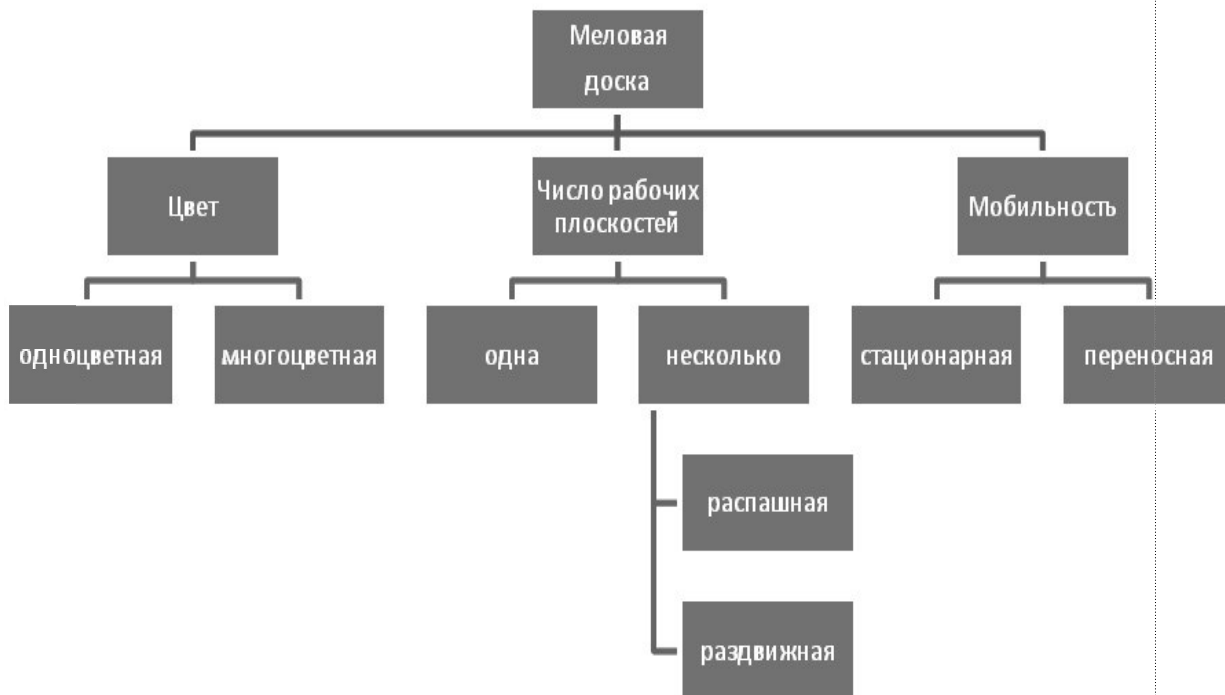 Меловая
доска
Цвет
Число рабочих
плоскостей
Мобильность
одноцветная
многоцветная
одна
несколько
стационарная
переносная
распашная
раздвижная